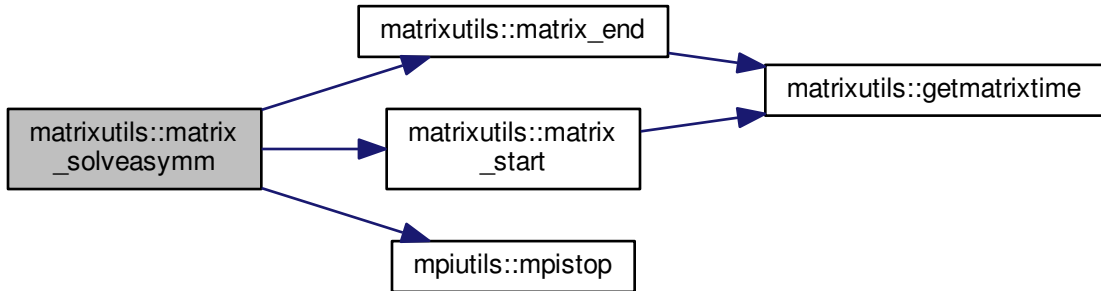 matrixutils::matrix_end
matrixutils::getmatrixtime
matrixutils::matrix
_solveasymm
matrixutils::matrix
_start
mpiutils::mpistop